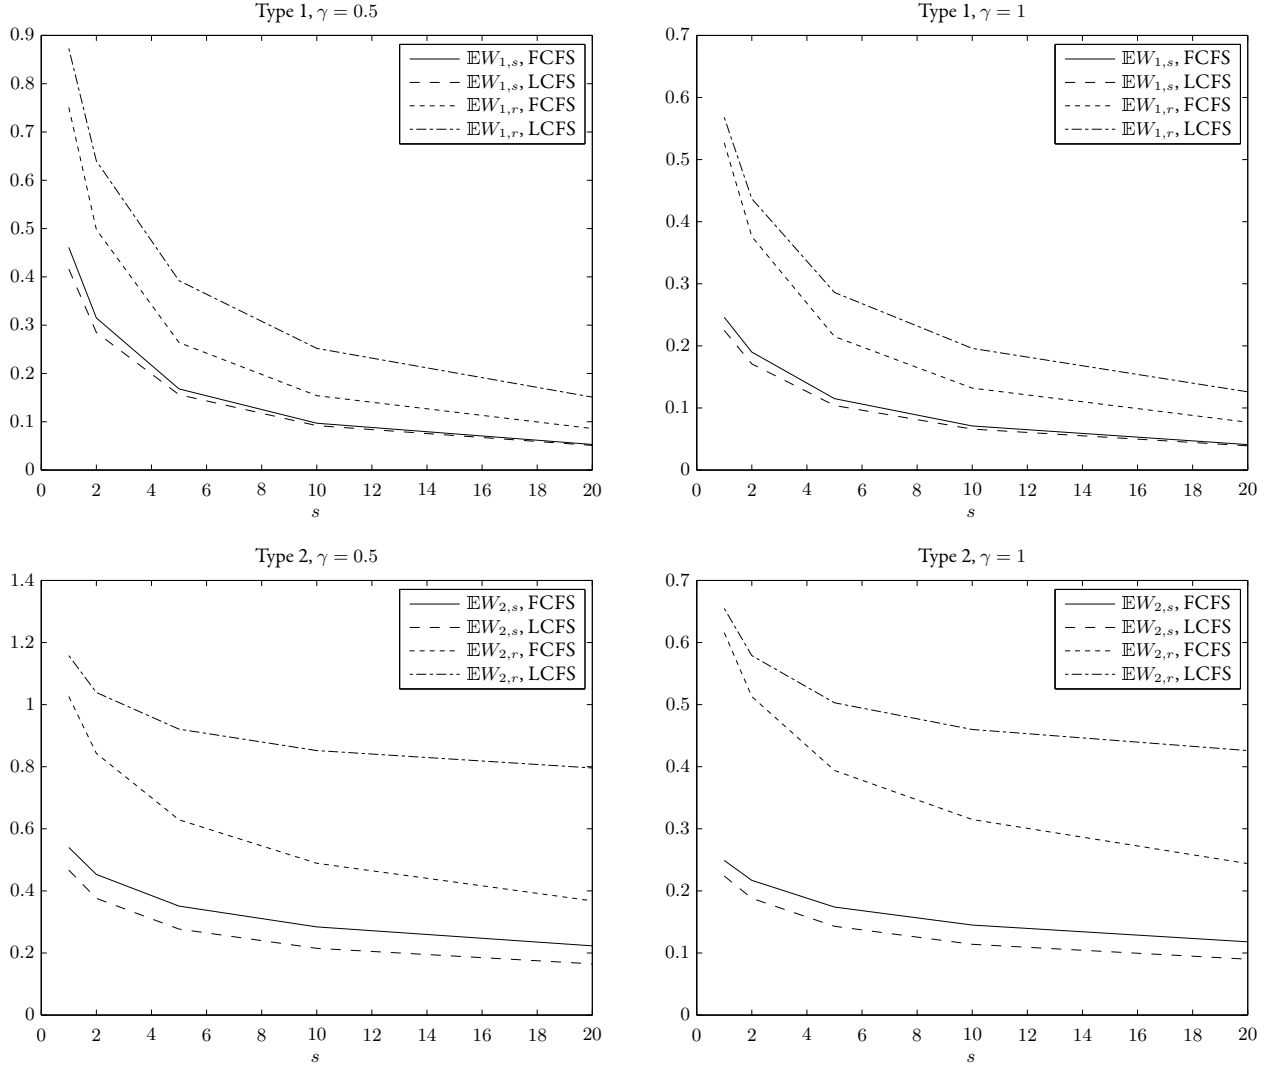 Type 1, γ = 0.5
0.9
0.8
0.7
0.6
0.5
0.4
0.3
0.2
0.1
0
0 2 4 6 8 10 12 14 16 18 20
s
𝔼W₁,ₛ, FCFS
𝔼W₁,ₛ, LCFS
𝔼W₁,ᵣ, FCFS
𝔼W₁,ᵣ, LCFS
Type 1, γ = 1
0.7
0.6
0.5
0.4
0.3
0.2
0.1
0
0 2 4 6 8 10 12 14 16 18 20
s
𝔼W₁,ₛ, FCFS
𝔼W₁,ₛ, LCFS
𝔼W₁,ᵣ, FCFS
𝔼W₁,ᵣ, LCFS
Type 2, γ = 0.5
1.4
1.2
1
0.8
0.6
0.4
0.2
0
0 2 4 6 8 10 12 14 16 18 20
s
𝔼W₂,ₛ, FCFS
𝔼W₂,ₛ, LCFS
𝔼W₂,ᵣ, FCFS
𝔼W₂,ᵣ, LCFS
Type 2, γ = 1
0.7
0.6
0.5
0.4
0.3
0.2
0.1
0
0 2 4 6 8 10 12 14 16 18 20
s
𝔼W₂,ₛ, FCFS
𝔼W₂,ₛ, LCFS
𝔼W₂,ᵣ, FCFS
𝔼W₂,ᵣ, LCFS